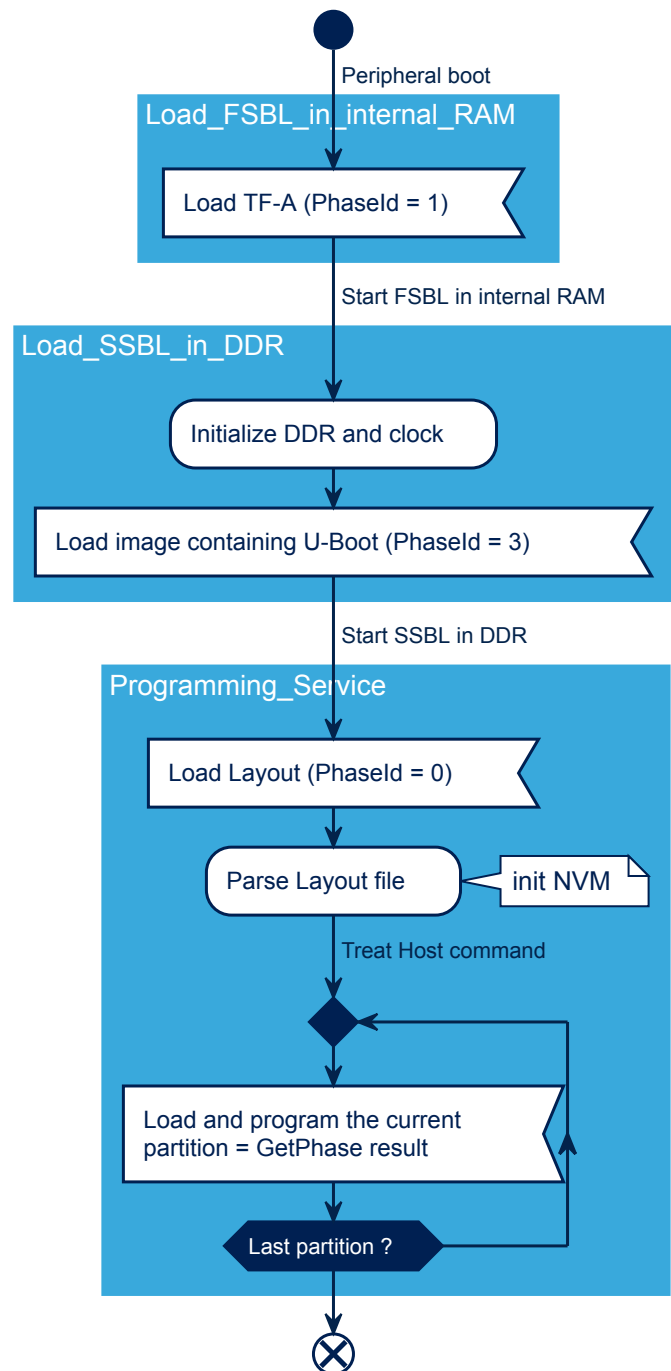 Peripheral boot
Load_FSBL_in_internal_RAM
Load TF-A (PhaseId = 1)
Start FSBL in internal RAM
Load_SSBL_in_DDR
Initialize DDR and clock
Load image containing U-Boot (PhaseId = 3)
Start SSBL in DDR
Programming_Service
Load Layout (PhaseId = 0)
Parse Layout file
init NVM
Treat Host command
Load and program the current
partition = GetPhase result
Last partition ?